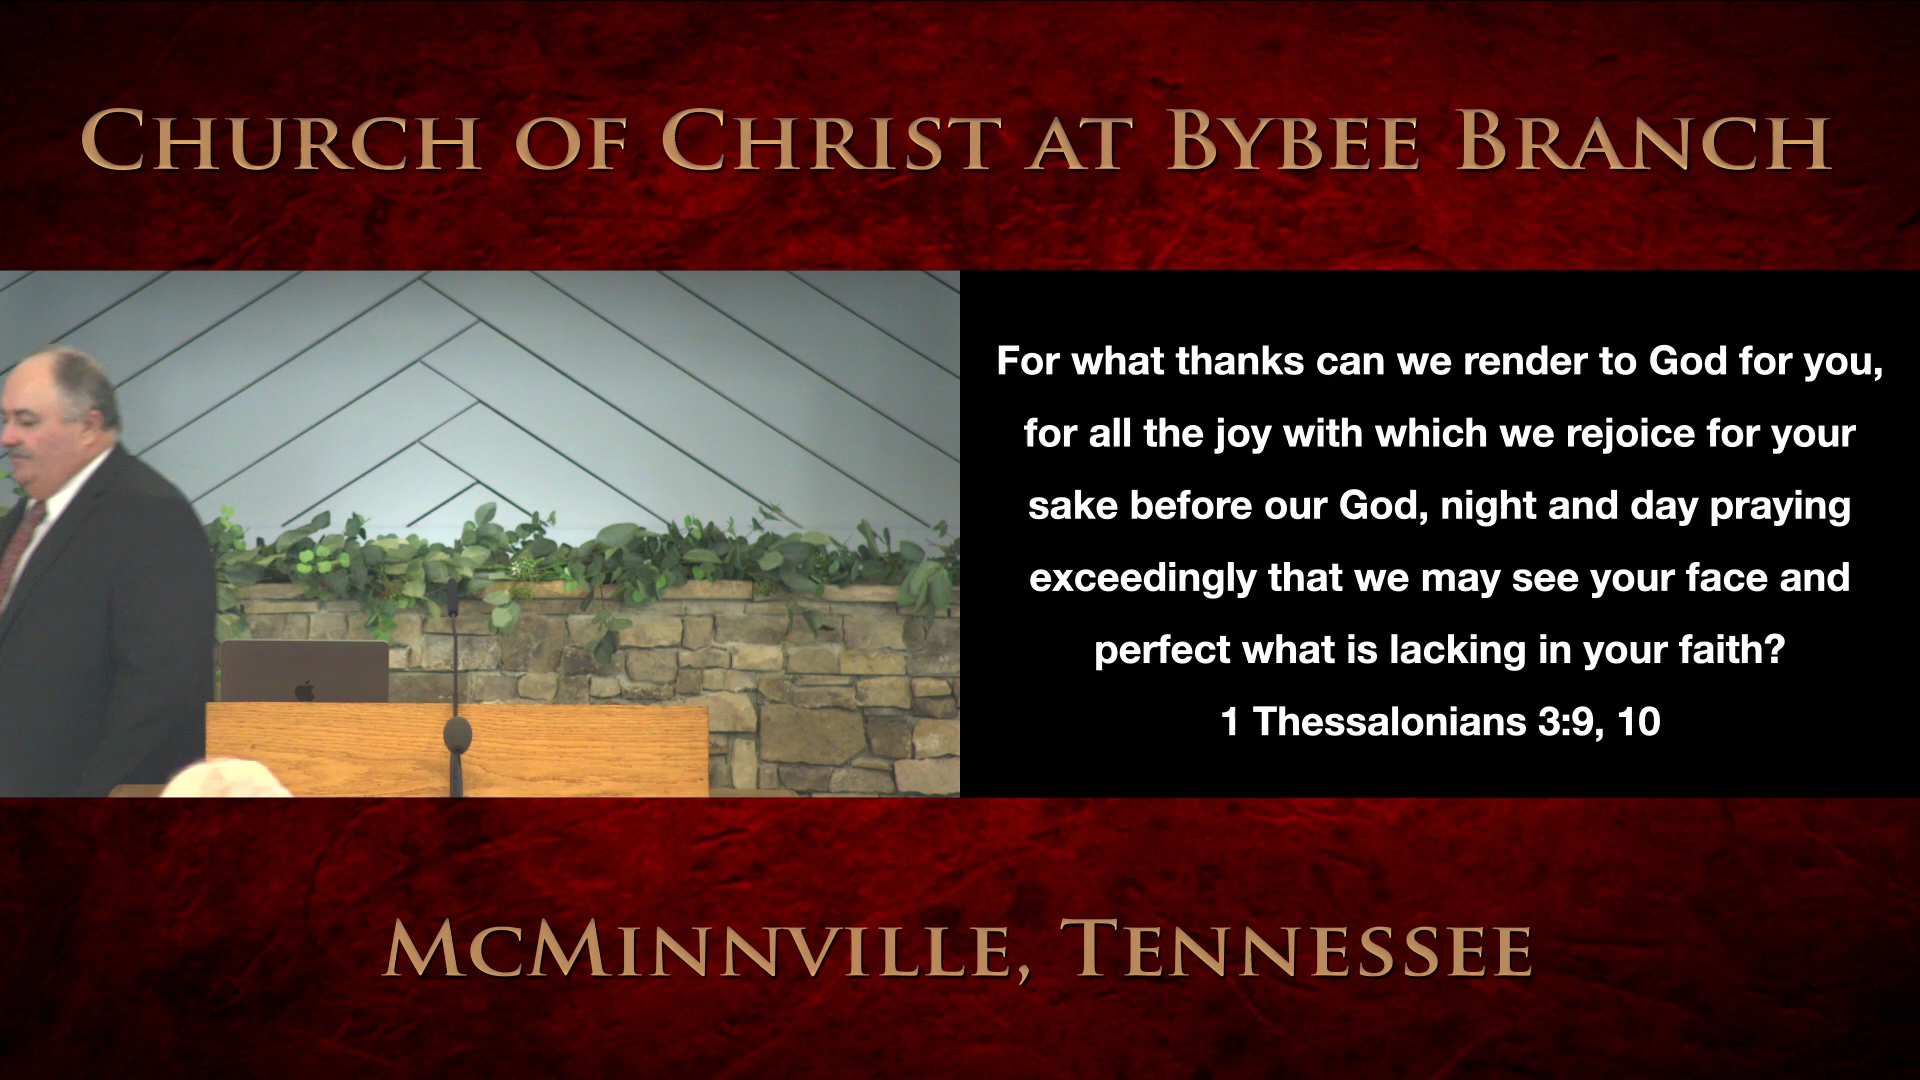 Church of Christ at Bybee Branch
For what thanks can we render to God for you,
for all the joy with which we rejoice for your
sake before our God, night and day praying
exceedingly that we may see your face and
perfect what is lacking in your faith?
1 Thessalonians 3:9, 10
McMinnville, Tennessee